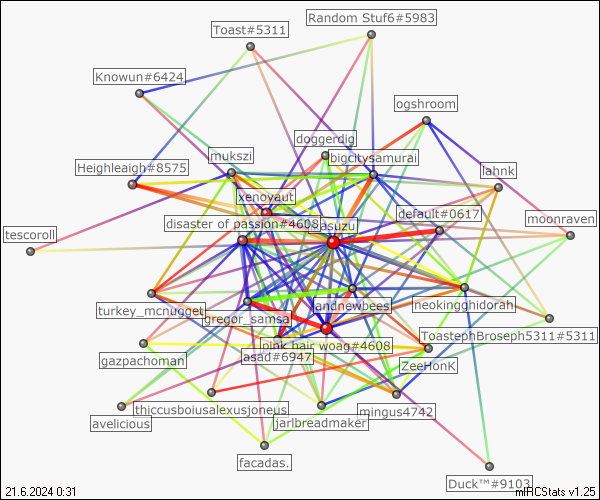 Random Stuf6#5983
Toast#5311
Knowun#6424
ogshroom
doggerdig
mukszi
bigcitysamurai
Heighleaigh#8575
lahnk
xenoyaut
default#0617
moonraven
disaster of passion#4608
asuzu
tescoroll
turkey_mcnugget
andnewbees
neokingghidorah
gregor_samsa
ToastephBroseph5311#5311
pink hair woag#4608
gazpachoman
asad#6947
ZeeHonK
thiccusboiusalexusjoneus
mingus4742
avelicious
jarlbreadmaker
facadas.
Duck™#9103
21.6.2024 0:31
mIRCStats v1.25